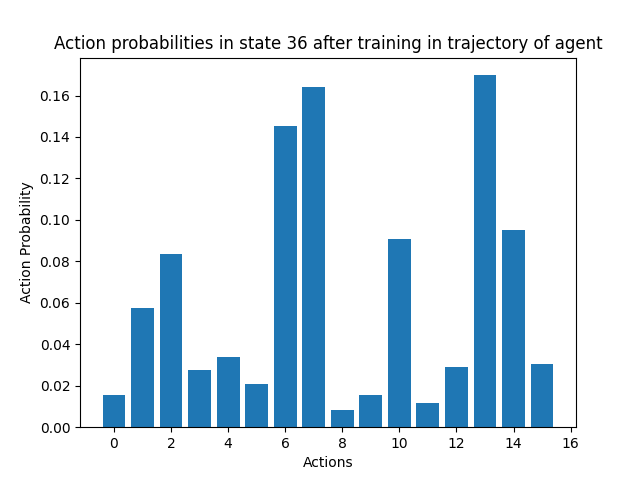 Action probabilities in state 36 after training in trajectory of agent
0.16
0.14
0.12
0.10
0.08
0.06
0.04
0.02
0.00
Action Probability
0 2 4 6 8 10 12 14 16
Actions